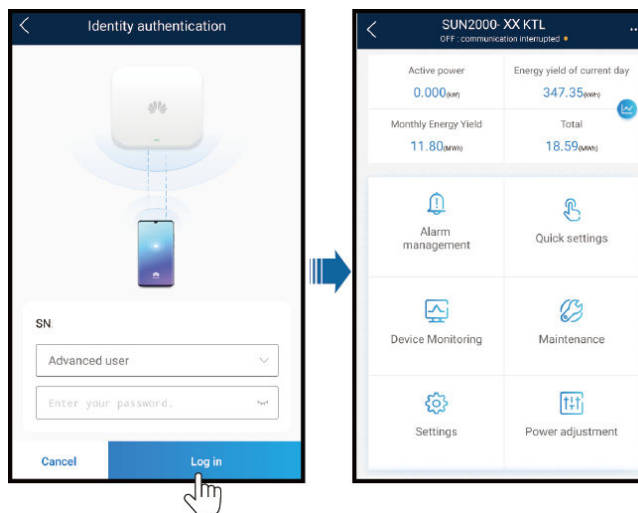 Identity authentication
SN
Advanced user
Enter your password.
Cancel
Log in
SUN2000- XX KTL
OFF : communication interrupted
Active power
Energy yield of current day
0.000(kW)
347.35(kWh)
Monthly Energy Yield
Total
11.80(MWh)
18.59(MWh)
Alarm
management
Quick settings
Device Monitoring
Maintenance
Settings
Power adjustment